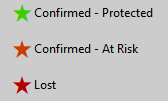 Confirmed - Protected
Confirmed - At Risk
Lost